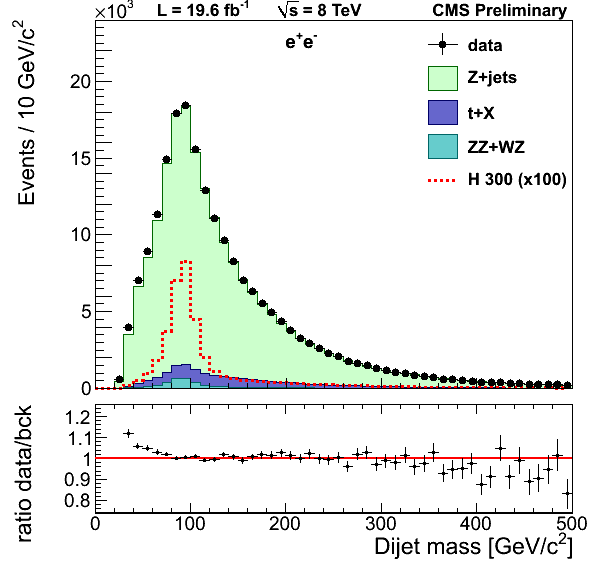 ×10³ L = 19.6 fb⁻¹ √s = 8 TeV CMS Preliminary
e⁺e⁻
data
Z+jets
t+X
ZZ+WZ
H 300 (x100)
Events / 10 GeV/c²
20
15
10
5
0
ratio data/bck
1.2
1.1
1
0.9
0.8
0 100 200 300 400 500
Dijet mass [GeV/c²]